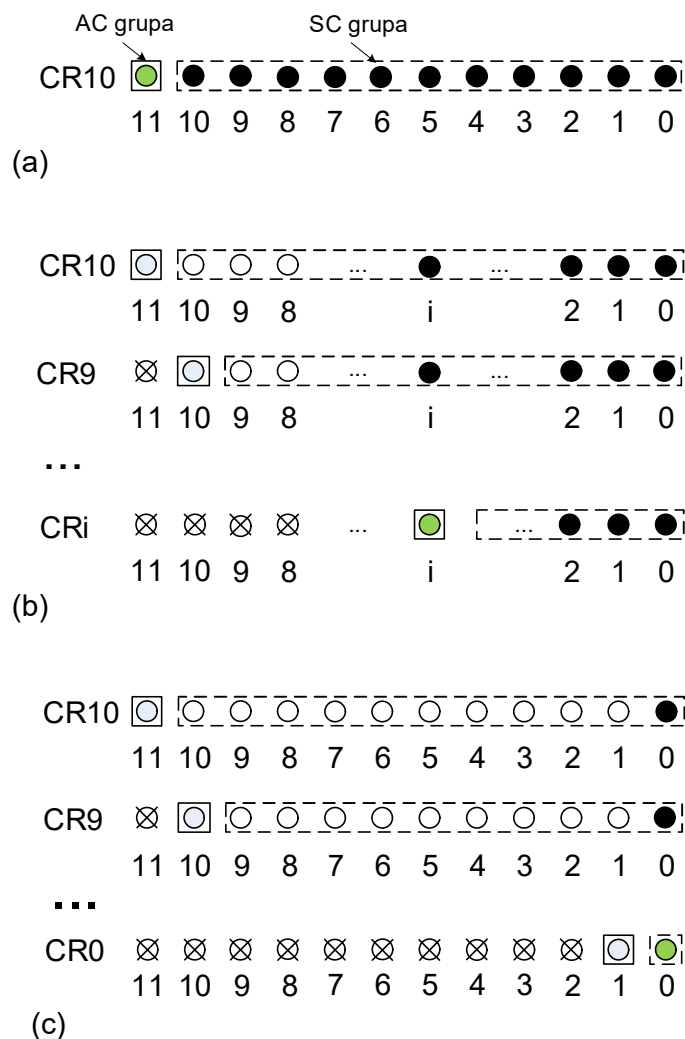 AC grupa SC grupa
CR10
11 10 9 8 7 6 5 4 3 2 1 0
(a)
CR10 ... ...
11 10 9 8 i 2 1 0
CR9 ... ...
11 10 9 8 i 2 1 0
...
CRi ... ...
11 10 9 8 i 2 1 0
(b)
CR10
11 10 9 8 7 6 5 4 3 2 1 0
CR9
11 10 9 8 7 6 5 4 3 2 1 0
...
CR0
11 10 9 8 7 6 5 4 3 2 1 0
(c)